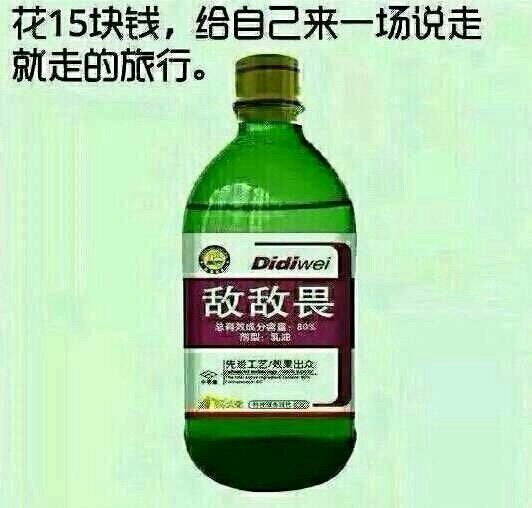 花15块钱，给自己来一场说走
就走的旅行。
Didiwei
敌敌畏
总有效成分含量：80%
剂型：乳油
先进工艺/效果出众